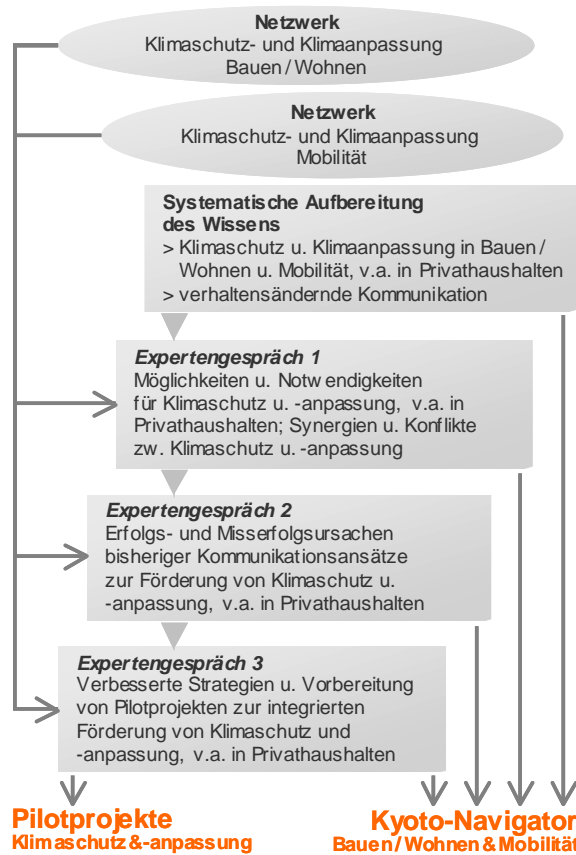 Netzwerk
Klimaschutz- und Klimaanpassung
Bauen / Wohnen
Netzwerk
Klimaschutz- und Klimaanpassung
Mobilität
Systematische Aufbereitung
des Wissens
> Klimaschutz u. Klimaanpassung in Bauen /
Wohnen u. Mobilität, v.a. in Privathaushalten
> verhaltensändernde Kommunikation
Expertengespräch 1
Möglichkeiten u. Notwendigkeiten
für Klimaschutz u. -anpassung, v.a. in
Privathaushalten; Synergien u. Konflikte
zw. Klimaschutz u. -anpassung
Expertengespräch 2
Erfolgs- und Misserfolgsursachen
bisheriger Kommunikationsansätze
zur Förderung von Klimaschutz u.
-anpassung, v.a. in Privathaushalten
Expertengespräch 3
Verbesserte Strategien u. Vorbereitung
von Pilotprojekten zur integrierten
Förderung von Klimaschutz und
-anpassung, v.a. in Privathaushalten
Pilotprojekte
Klimaschutz &-anpassung
Kyoto-Navigator
Bauen / Wohnen & Mobilität